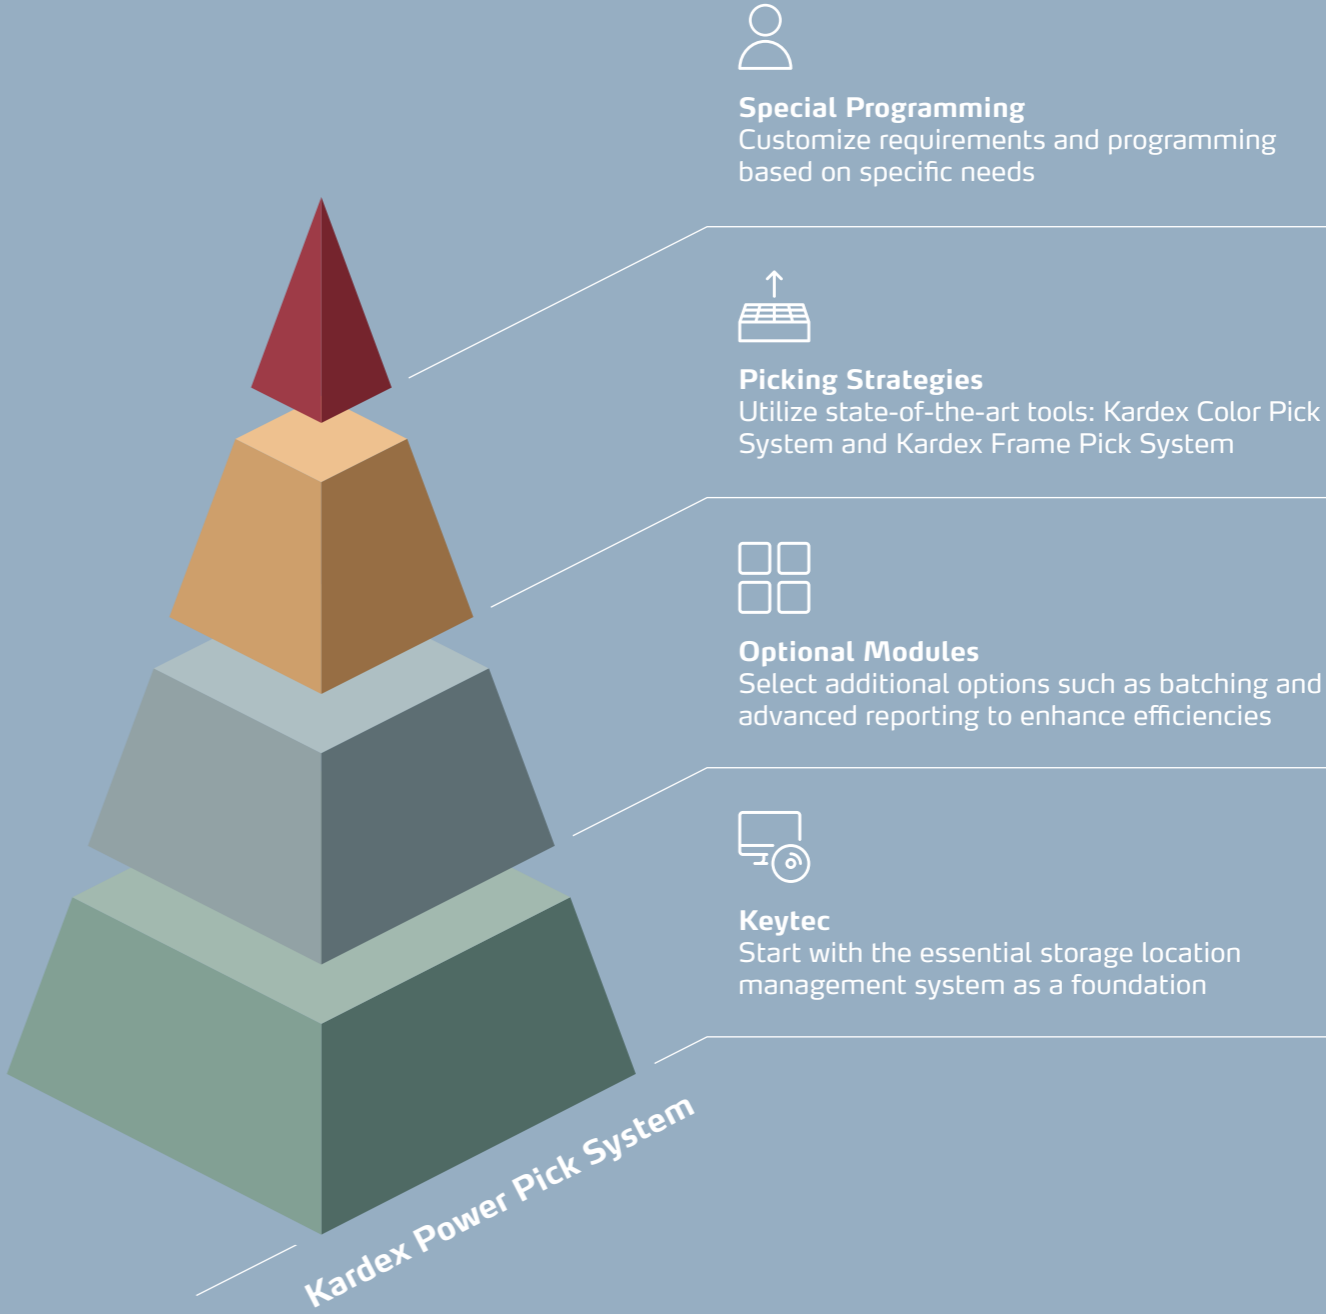 Special Programming
Customize requirements and programming
based on specific needs
Picking Strategies
Utilize state-of-the-art tools: Kardex Color Pick
System and Kardex Frame Pick System
Optional Modules
Select additional options such as batching and
advanced reporting to enhance efficiencies
Keytec
Start with the essential storage location
management system as a foundation
Kardex Power Pick System